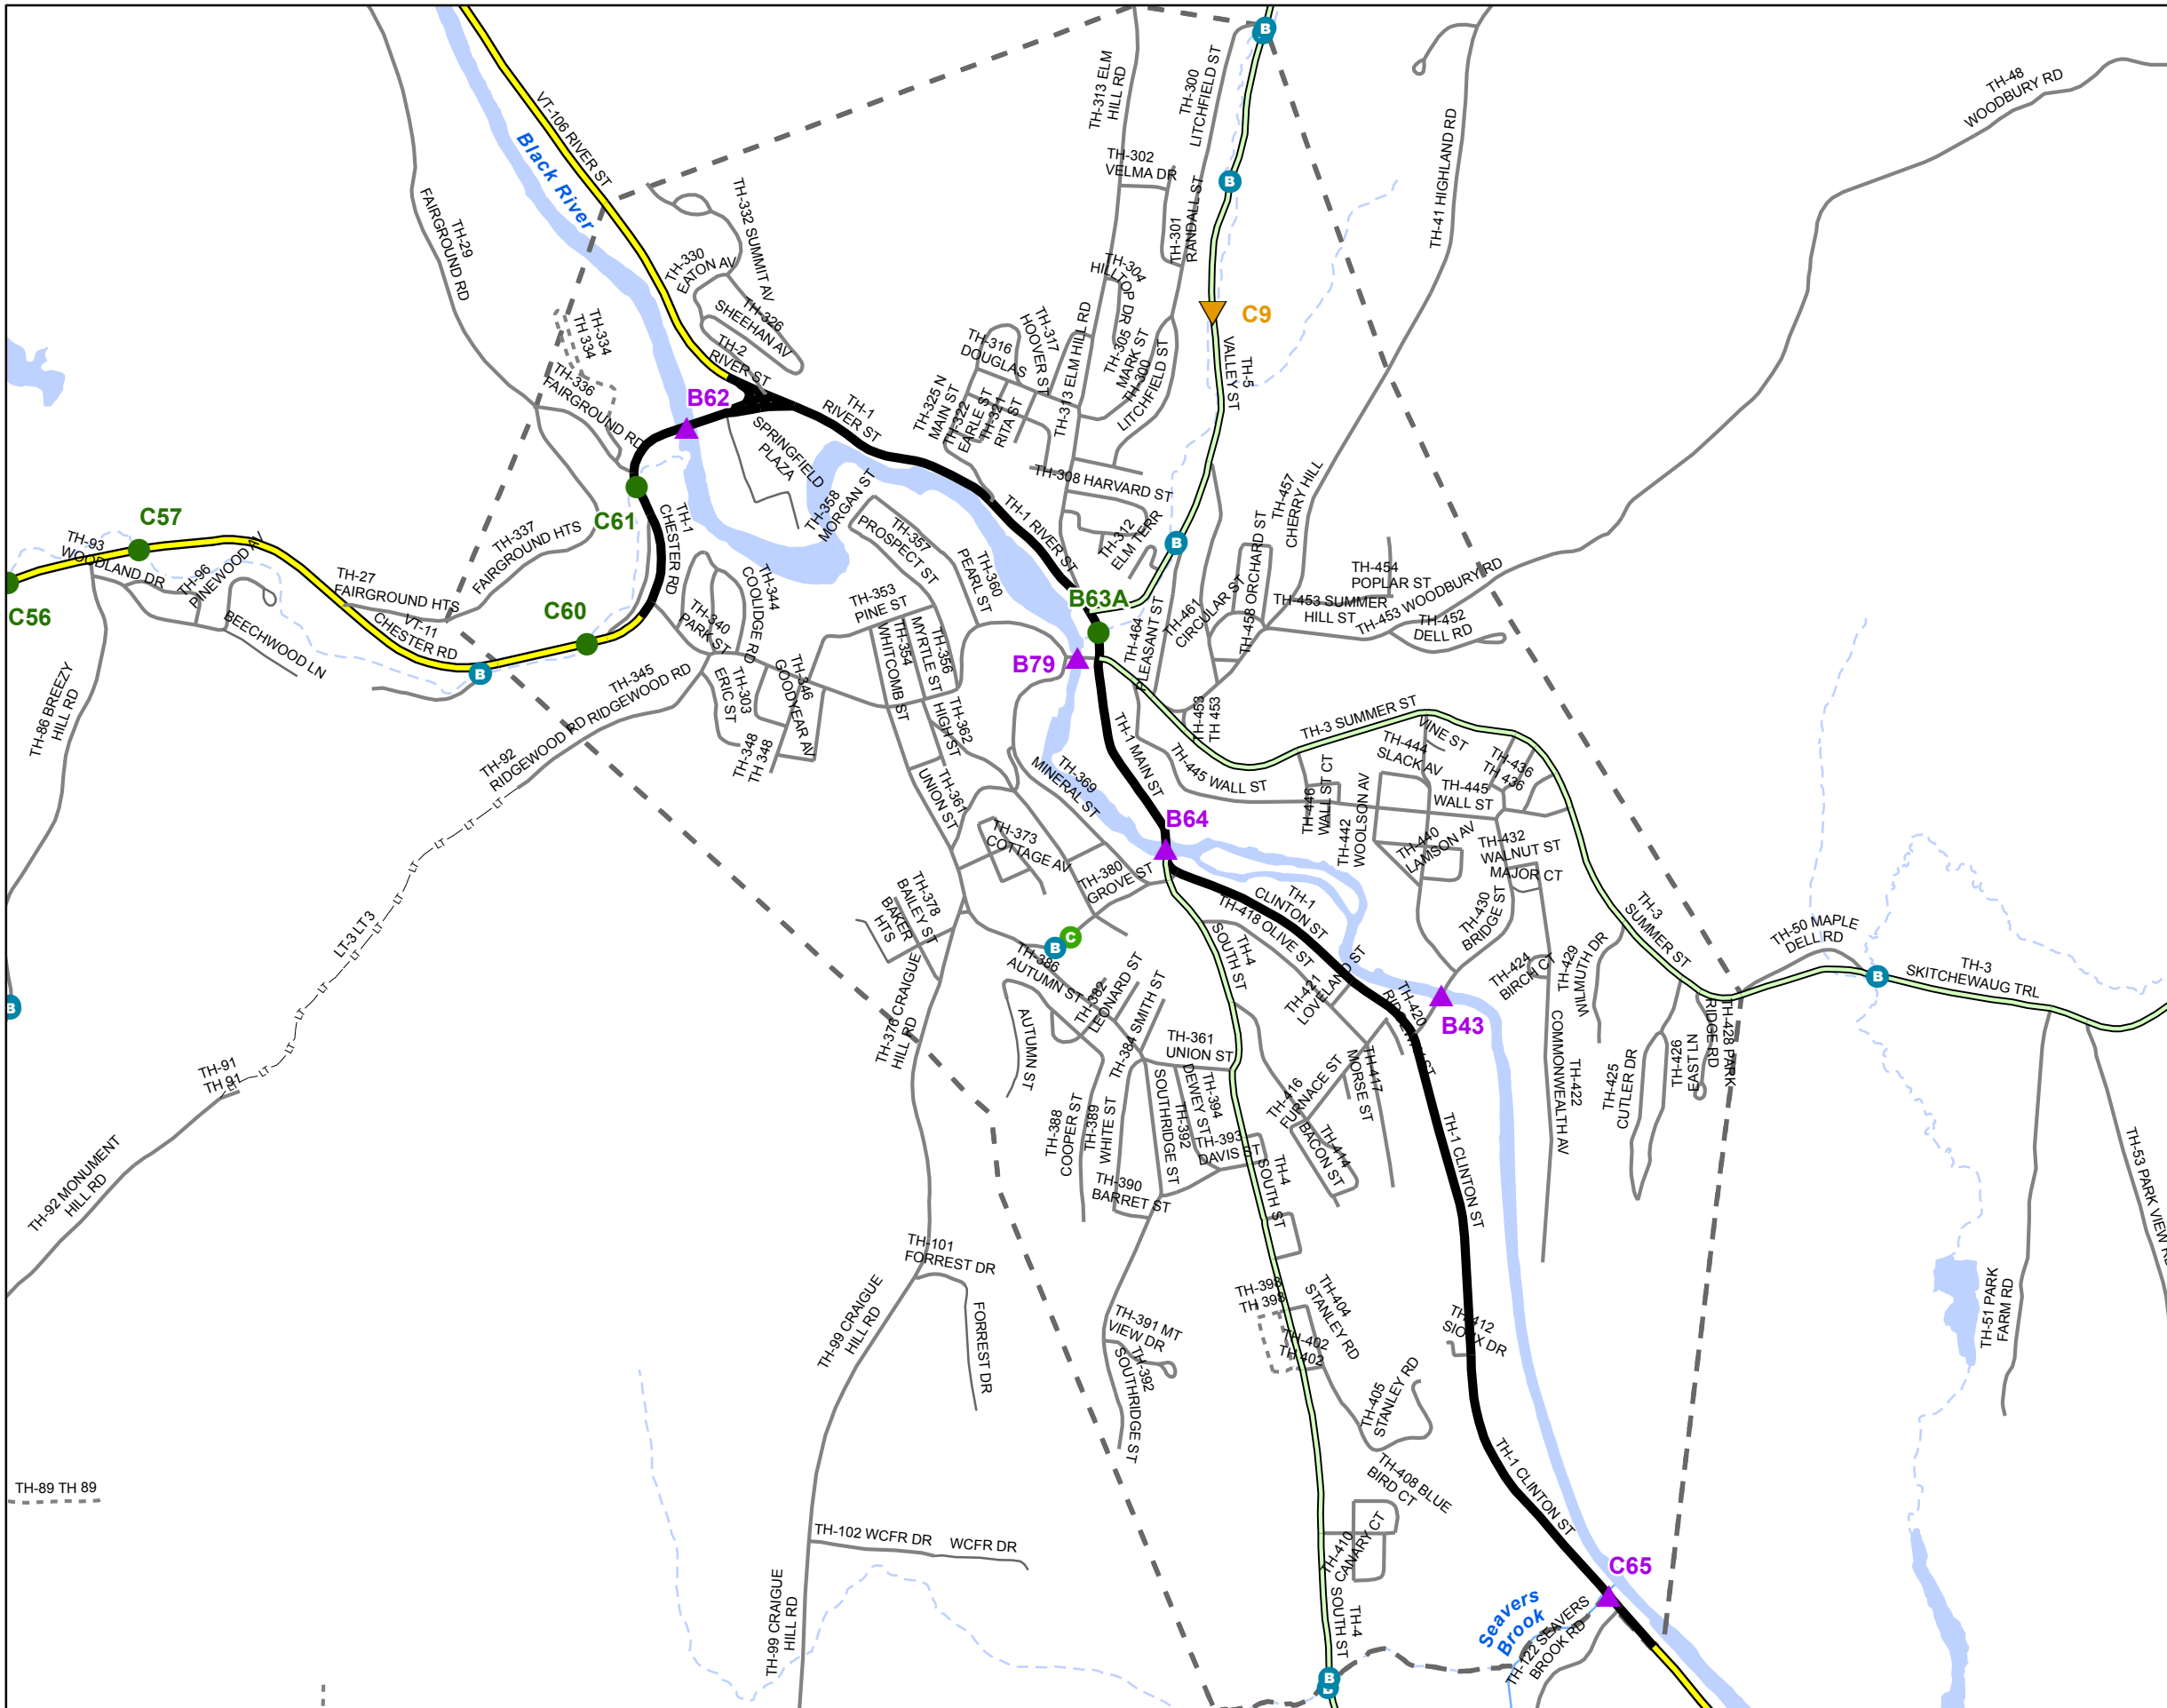 VT-106 RIVER ST
Black River
TH-313 ELM
HILL RD
TH-300
LITCHFIELD ST
B
TH-48
WOODBURY RD
TH-41 HIGHLAND RD
TH-302
VELMA DR
B
TH-301
RANDALL ST
TH-29
FAIRGROUND RD
TH-332 SUMMIT AV
TH-330
EATON AV
TH-326
SHEEHAN AV
TH-2
RIVER ST
TH-304
HILLTOP DR
TH-305
MARK ST
TH-300
LITCHFIELD ST
C9
TH-5
VALLEY ST
TH-334
TH 334
TH-336
FAIRGROUND RD
B62
TH-1
RIVER ST
TH-316
DOUGLAS
TH-317
HOOVER ST
TH-313 ELM HILL RD
TH-325 N
MAIN ST
TH-322
EARLE ST
TH-321
RITA ST
SPRINGFIELD
PLAZA
TH-358
MORGAN ST
TH-308 HARVARD ST
TH-457
CHERRY HILL
C57
C61
TH-1
CHESTER RD
TH-357
PROSPECT ST
TH-1 RIVER ST
TH-312
ELM TERR
B
TH-93
WOODLAND DR
TH-96
PINEWOOD AV
TH-337
FAIRGROUND HTS
TH-27
FAIRGROUND HTS
C56
BEECHWOOD LN
VT-11
CHESTER RD
C60
B
TH-344
COOLIDGE RD
TH-340
PARK ST
TH-353
PINE ST
TH-360
PEARL ST
TH-354
WHITCOMB ST
TH-356
MYRTLE ST
B63A
B79
TH-464
PLEASANT ST
TH-461
CIRCULAR ST
TH-458 ORCHARD ST
TH-454
POPLAR ST
TH-453 SUMMER
HILL ST
TH-453 WOODBURY RD
TH-452
DELL RD
TH-86 BREEZY
HILL RD
TH-345
RIDGEWOOD RD
TH-92
RIDGEWOOD RD
TH-303
ERIC ST
TH-346
GOODYEAR AV
TH-348
TH 348
TH-362
HIGH ST
TH-453
TH 453
TH-1 MAIN ST
TH-445 WALL ST
TH-3 SUMMER ST
VINE ST
TH-444
SLACK AV
TH-436
TH 436
TH-445
WALL ST
TH-446
WALL ST CT
TH-442
WOOLSON AV
TH-440
LAMSON AV
TH-432
WALNUT ST
MAJOR CT
TH-369
MINERAL ST
B64
TH-361
UNION ST
TH-373
COTTAGE AV
TH-380
GROVE ST
LT
LT
LT
LT
LT
LT
LT
LT
LT
LT
LT
LT-3 LT3
TH-378
BAILEY ST
BAKER
HTS
C
B
TH-386
AUTUMN ST
TH-1
CLINTON ST
TH-418 OLIVE ST
TH-4
SOUTH ST
TH-430
BRIDGE ST
TH-424
BIRCH CT
TH-429
WILMUTH DR
TH-3
SUMMER ST
TH-50 MAPLE
DELL RD
B
TH-3
SKITCHEWAUG TRL
B
TH-376 CRAIGUE
HILL RD
TH-382
LEONARD ST
TH-384 SMITH ST
TH-421
LOVELAND ST
TH-420
B43
AUTUMN ST
TH-361
UNION ST
TH-416
FURNACE ST
TH-417
MORSE ST
TH-422
COMMONWEALTH AV
TH-425
CUTLER DR
TH-426
EAST LN
TH-428 PARK
RIDGE RD
TH-91
TH 91
TH-388
COOPER ST
TH-389
WHITE ST
TH-392
SOUTHRIDGE ST
TH-394
DEWEY ST
TH-393
DAVIS ST
TH-414
BACON ST
TH-1 CLINTON ST
TH-92 MONUMENT
HILL RD
TH-390
BARRET ST
TH-4
SOUTH ST
TH-53 PARK VIEW RD
TH-101
FORREST DR
FORREST DR
TH-99 CRAIGUE
HILL RD
TH-398
TH 398
TH-404
STANLEY RD
TH-402
TH 402
TH-391 MT
VIEW DR
TH-392
SOUTHRIDGE ST
TH-412
SIOUX DR
TH-51 PARK
FARM RD
TH-405
STANLEY RD
TH-408 BLUE
BIRD CT
TH-1 CLINTON ST
TH-89 TH 89
TH-102 WCFR DR
WCFR DR
TH-410
CANARY CT
C65
TH-99 CRAIGUE
HILL RD
TH-4
SOUTH ST
Seavers
Brook
TH-122 SEAVERS
BROOK RD
B
B